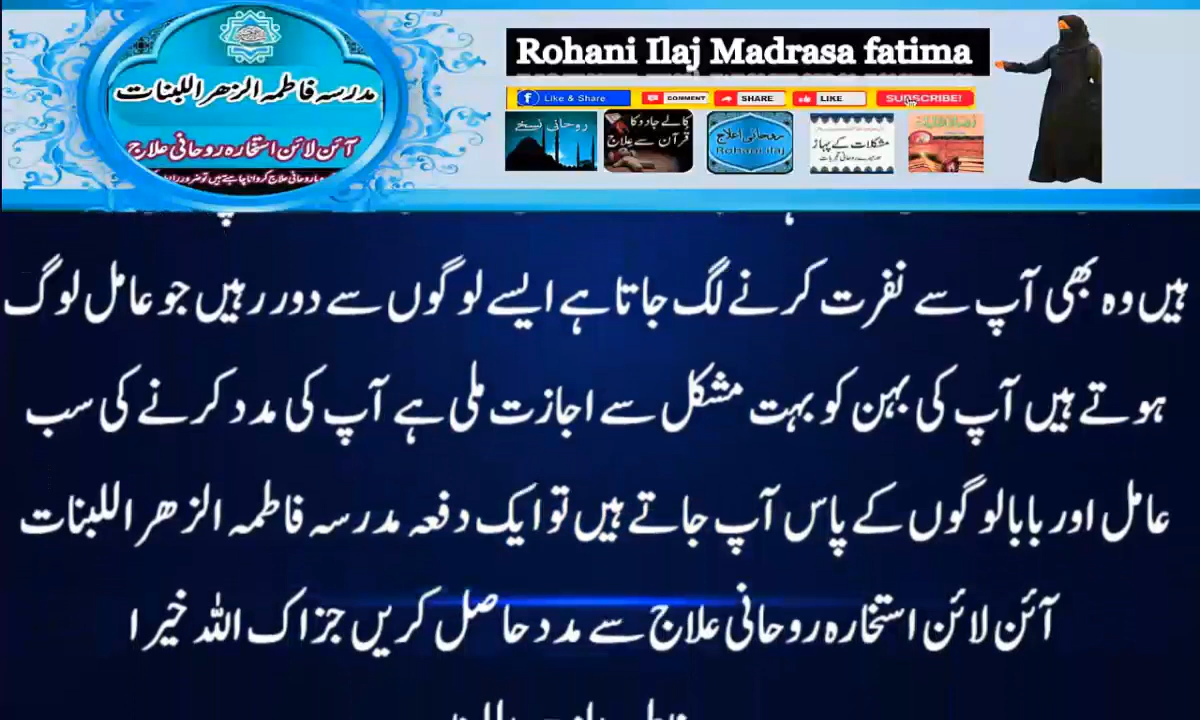 مدرسہ فاطمہ الزھرا للبنات
آئن لائن استخارہ روحانی علاج
Rohani Ilaj Madrasa fatima
Like & Share
COMMENT
SHARE
LIKE
SUBSCRIBE!
روحانی نسخے
کالے جادو کا
قرآن سے علاج
روحانی علاج
Rohani ilaj
مشکلات کے پہاڑ
ہیں وہ بھی آپ سے نفرت کرنے لگ جاتا ہے ایسے لوگوں سے دور رہیں جو عامل لوگ
ہوتے ہیں آپ کی بہن کو بہت مشکل سے اجازت ملی ہے آپ کی مدد کرنے کی سب
عامل اور بابا لوگوں کے پاس آپ جاتے ہیں تو ایک دفعہ مدرسہ فاطمہ الزھرا للبنات
آئن لائن استخارہ روحانی علاج سے مدد حاصل کریں جزاک اللہ خیرا